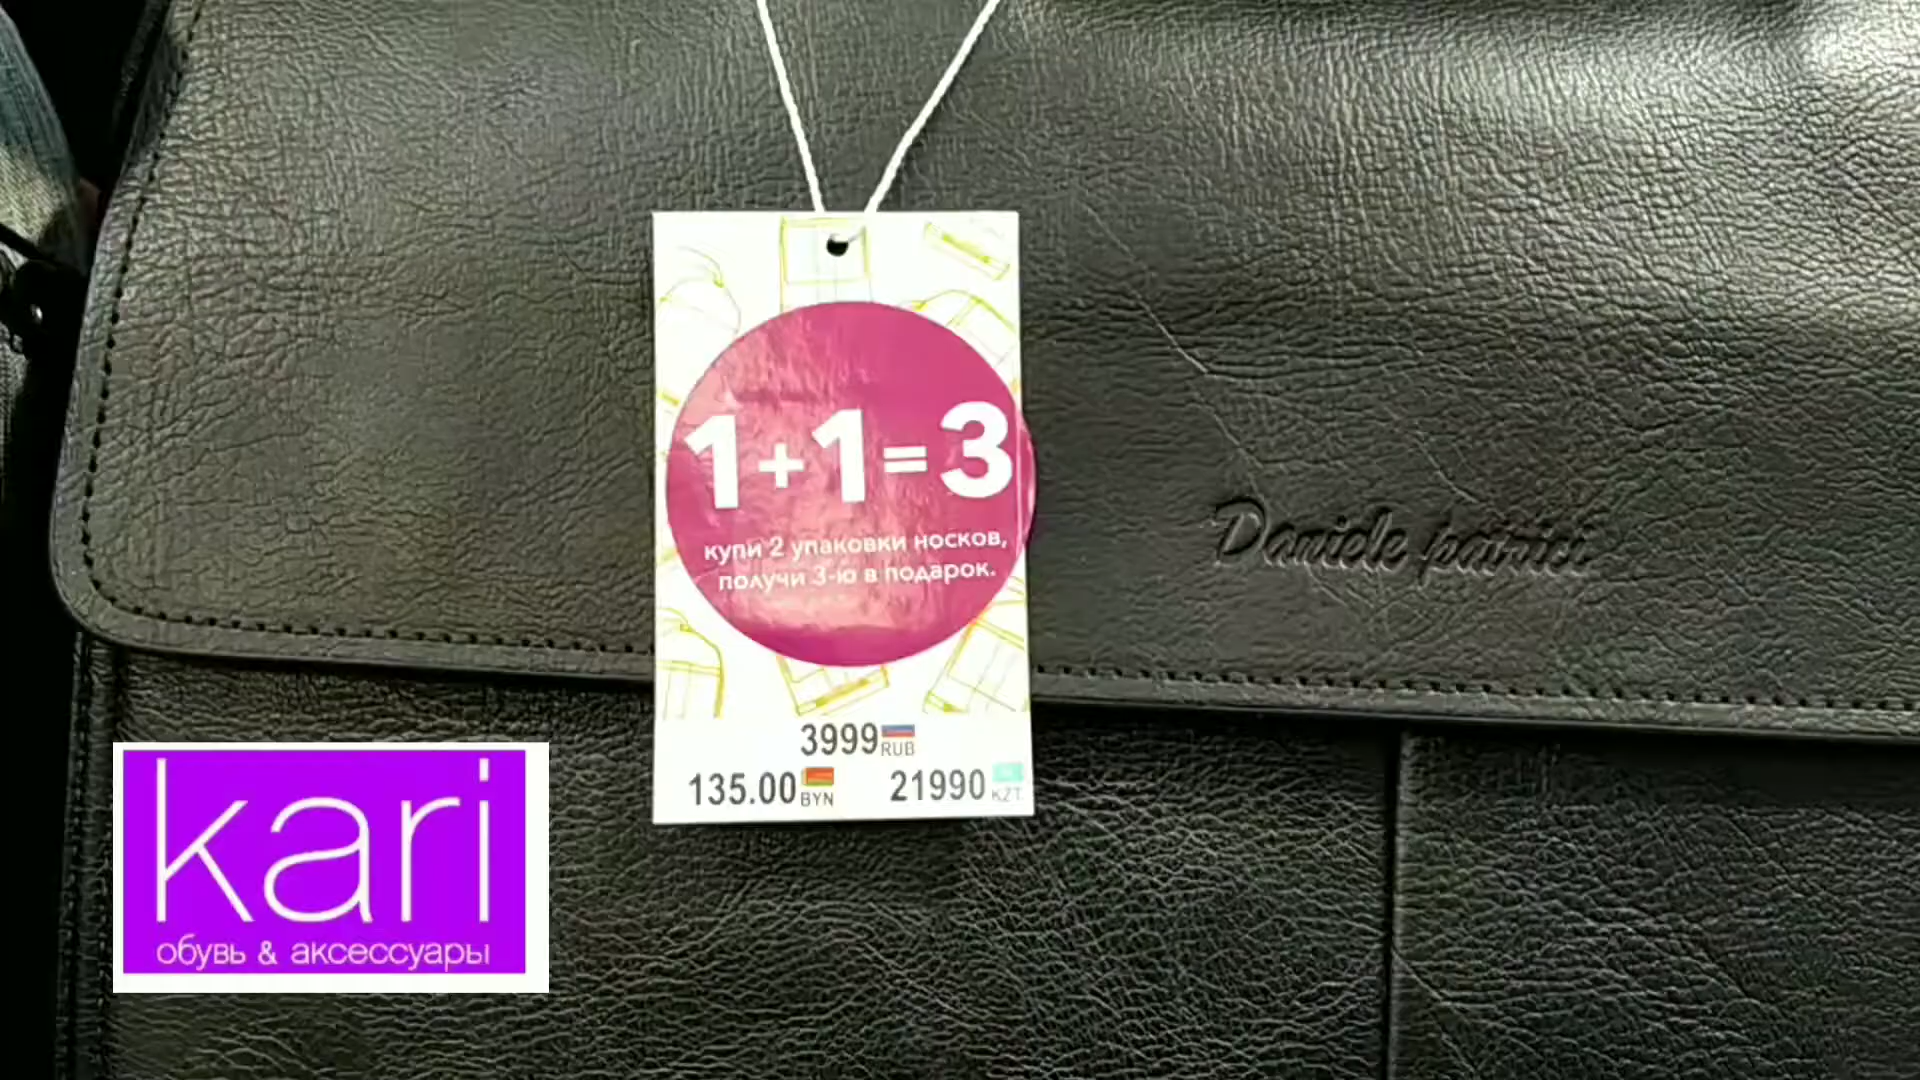 1+1=3
купи 2 упаковки носков,
получи 3-ю в подарок.
3999 RUB
135.00 BYN 21990 KZT
Daniele patrici
kari
обувь & аксессуары